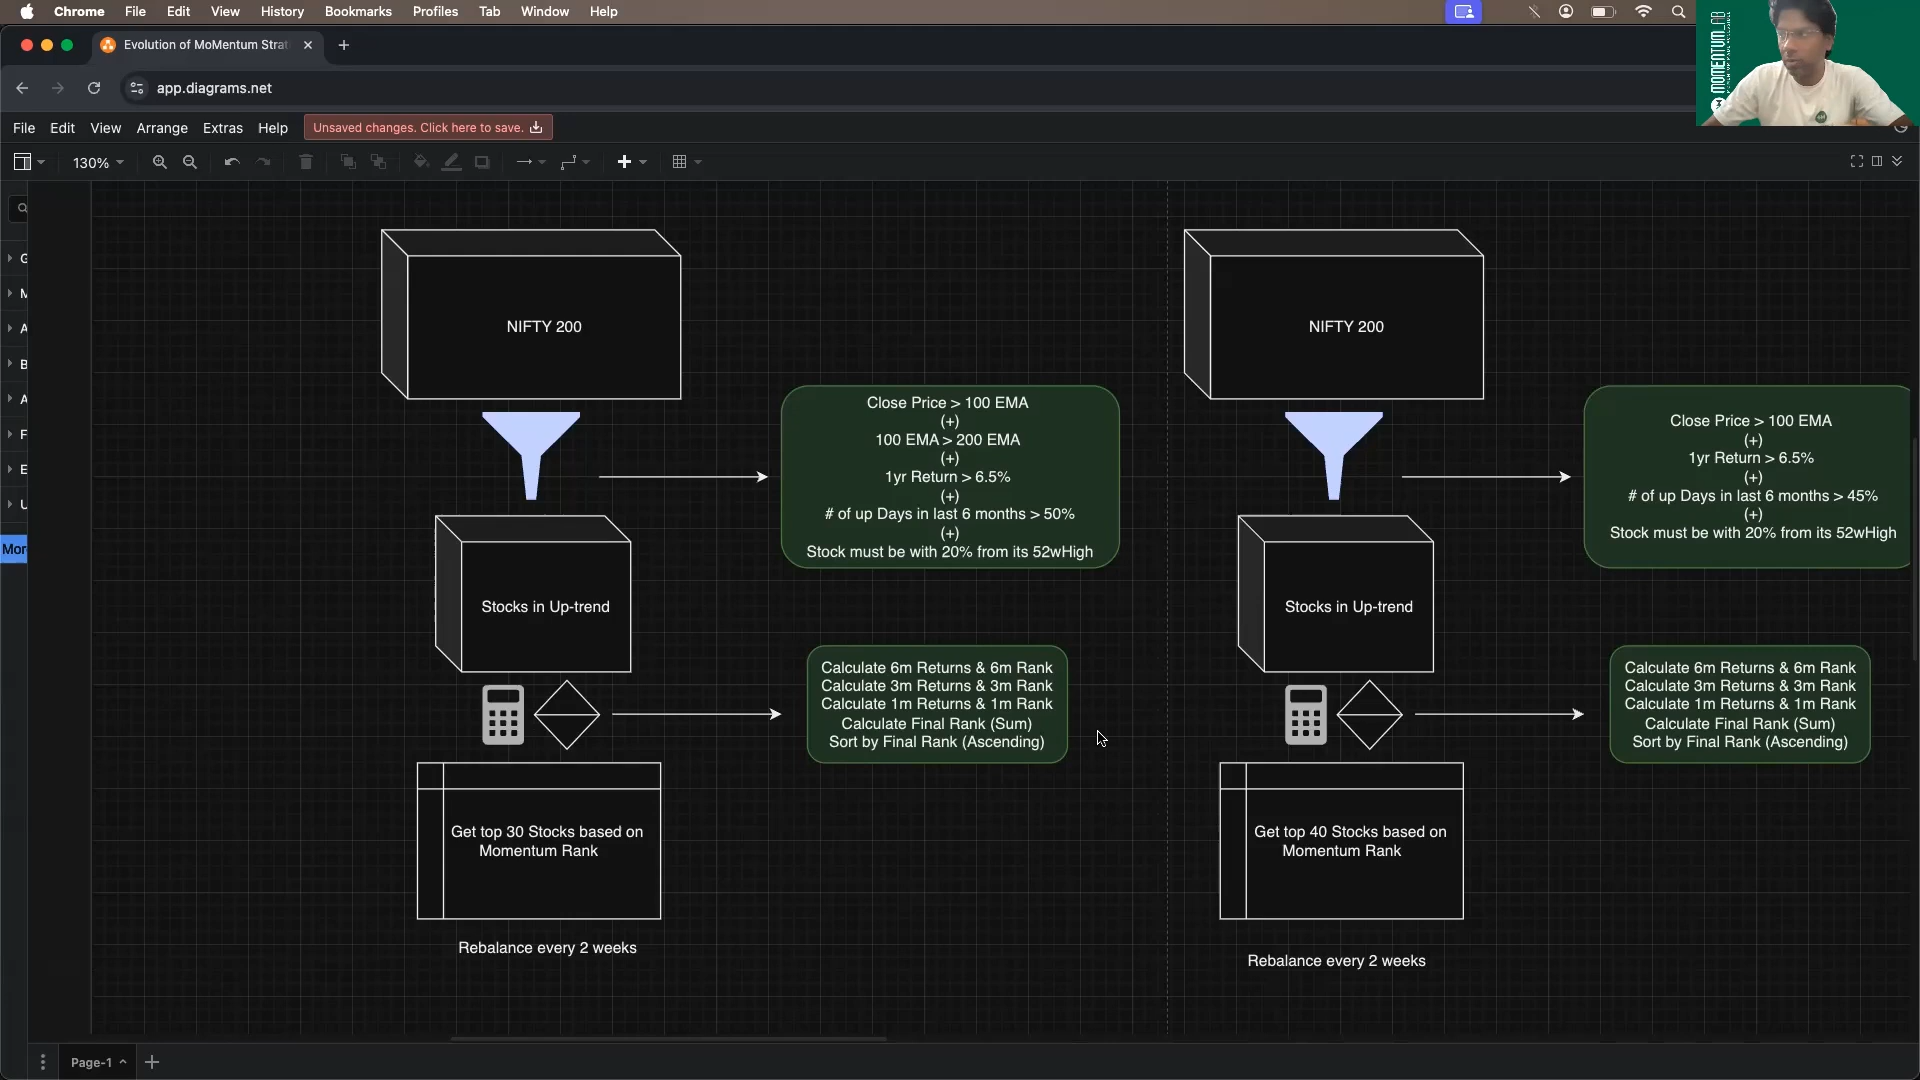 Chrome File Edit View History Bookmarks Profiles Tab Window Help
Evolution of MoMentum Strat
app.diagrams.net
File Edit View Arrange Extras Help Unsaved changes. Click here to save.
130%
NIFTY 200
Close Price > 100 EMA
(+)
100 EMA > 200 EMA
(+)
1yr Return > 6.5%
(+)
# of up Days in last 6 months > 50%
(+)
Stock must be with 20% from its 52wHigh
Stocks in Up-trend
Calculate 6m Returns & 6m Rank
Calculate 3m Returns & 3m Rank
Calculate 1m Returns & 1m Rank
Calculate Final Rank (Sum)
Sort by Final Rank (Ascending)
Get top 30 Stocks based on
Momentum Rank
Rebalance every 2 weeks
NIFTY 200
Close Price > 100 EMA
(+)
1yr Return > 6.5%
(+)
# of up Days in last 6 months > 45%
(+)
Stock must be with 20% from its 52wHigh
Stocks in Up-trend
Calculate 6m Returns & 6m Rank
Calculate 3m Returns & 3m Rank
Calculate 1m Returns & 1m Rank
Calculate Final Rank (Sum)
Sort by Final Rank (Ascending)
Get top 40 Stocks based on
Momentum Rank
Rebalance every 2 weeks
G
M
A
B
A
F
E
U
Mor
Page-1
MOMENTUM_LAB